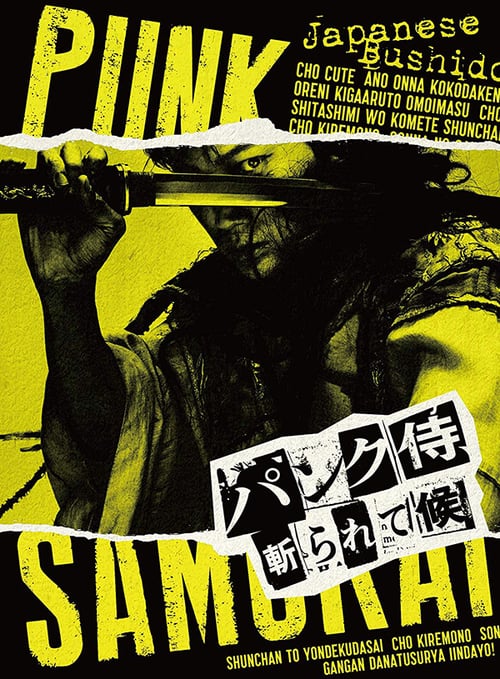 PUNK
Japanese
Bushido
CHO CUTE ANO ONNA KOKODAKEN
ORENI KIGAARUTO OMOIMASU CHO
SHITASHIMI WO KOMETE SHUNCHA
CHO KIREMONO
パンク侍
斬られて候
SAMURAI
SHUNCHAN TO YONDEKUDASAI CHO KIREMONO SON
GANGAN DANATUSURYA IINDAYO!